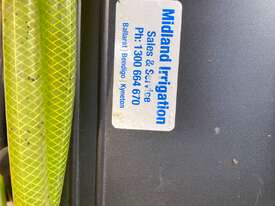 Midland Irrigation
Sales & Service
Ph: 1300 664 670
Ballarat | Bendigo | Kyneton